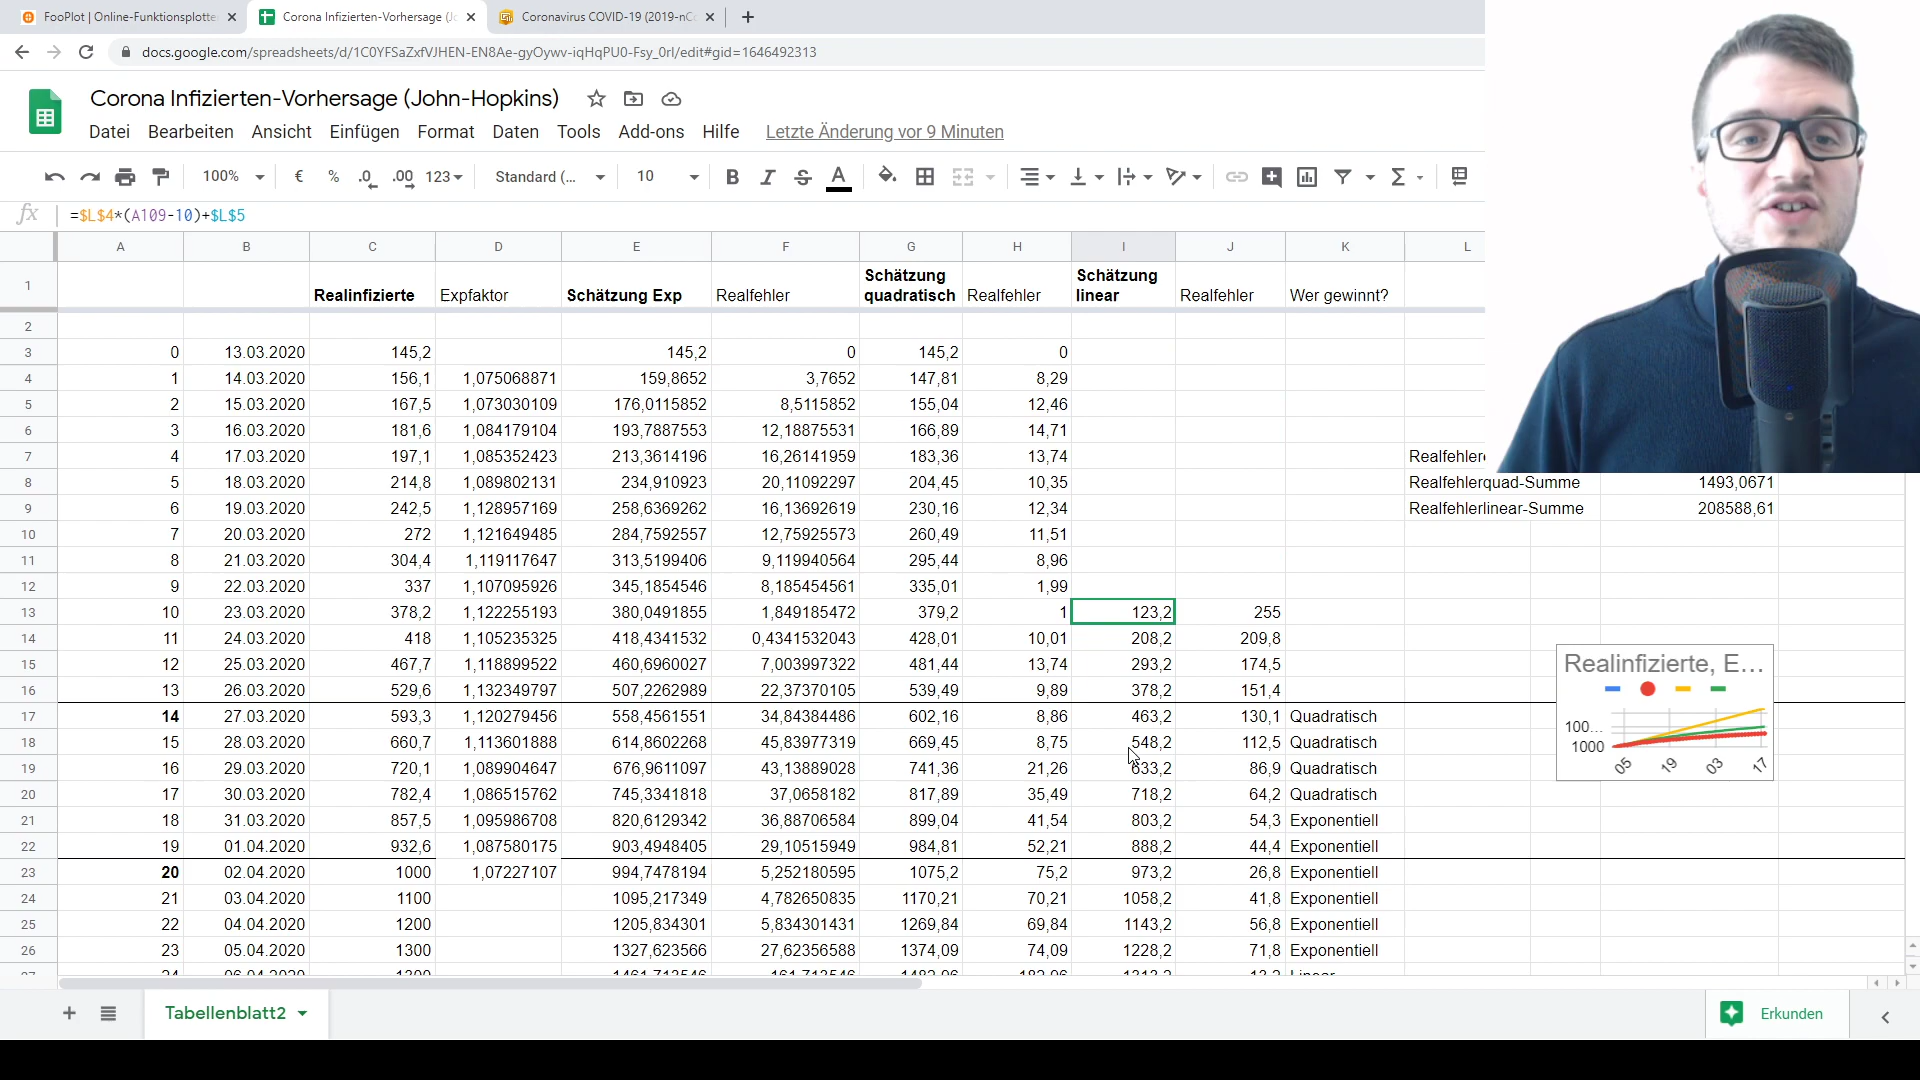 FooPlot | Online-Funktionsplotte
Corona Infizierten-Vorhersage (Jo
Coronavirus COVID-19 (2019-nCo
docs.google.com/spreadsheets/d/1C0YFSaZxfVJHEN-EN8Ae-gyOywv-iqHqPU0-Fsy_0rI/edit#gid=1646492313
Corona Infizierten-Vorhersage (John-Hopkins)
Datei Bearbeiten Ansicht Einfügen Format Daten Tools Add-ons Hilfe Letzte Änderung vor 9 Minuten
100% € % .0 .00 123 Standard (... 10 B I S A Σ
fx =$L$4*(A109-10)+$L$5
A B C D E F G H I J K L
1 Realinfizierte Expfaktor Schätzung Exp Realfehler Schätzung quadratisch Realfehler Schätzung linear Realfehler Wer gewinnt?
2
3 0 13.03.2020 145,2 145,2 0 145,2 0
4 1 14.03.2020 156,1 1,075068871 159,8652 3,7652 147,81 8,29
5 2 15.03.2020 167,5 1,073030109 176,0115852 8,5115852 155,04 12,46
6 3 16.03.2020 181,6 1,084179104 193,7887553 12,18875531 166,89 14,71
7 4 17.03.2020 197,1 1,085352423 213,3614196 16,26141959 183,36 13,74 Realfehlere
8 5 18.03.2020 214,8 1,089802131 234,910923 20,11092297 204,45 10,35 Realfehlerquad-Summe 1493,0671
9 6 19.03.2020 242,5 1,128957169 258,6369262 16,13692619 230,16 12,34 Realfehlerlinear-Summe 208588,61
10 7 20.03.2020 272 1,121649485 284,7592557 12,75925573 260,49 11,51
11 8 21.03.2020 304,4 1,119117647 313,5199406 9,119940564 295,44 8,96
12 9 22.03.2020 337 1,107095926 345,1854546 8,185454561 335,01 1,99
13 10 23.03.2020 378,2 1,122255193 380,0491855 1,849185472 379,2 1 123,2 255
14 11 24.03.2020 418 1,105235325 418,4341532 0,4341532043 428,01 10,01 208,2 209,8
15 12 25.03.2020 467,7 1,118899522 460,6960027 7,003997322 481,44 13,74 293,2 174,5
16 13 26.03.2020 529,6 1,132349797 507,2262989 22,37370105 539,49 9,89 378,2 151,4
17 14 27.03.2020 593,3 1,120279456 558,4561551 34,84384486 602,16 8,86 463,2 130,1 Quadratisch
18 15 28.03.2020 660,7 1,113601888 614,8602268 45,83977319 669,45 8,75 548,2 112,5 Quadratisch
19 16 29.03.2020 720,1 1,089904647 676,9611097 43,13889028 741,36 21,26 633,2 86,9 Quadratisch
20 17 30.03.2020 782,4 1,086515762 745,3341818 37,0658182 817,89 35,49 718,2 64,2 Quadratisch
21 18 31.03.2020 857,5 1,095986708 820,6129342 36,88706584 899,04 41,54 803,2 54,3 Exponentiell
22 19 01.04.2020 932,6 1,087580175 903,4948405 29,10515949 984,81 52,21 888,2 44,4 Exponentiell
23 20 02.04.2020 1000 1,07227107 994,7478194 5,252180595 1075,2 75,2 973,2 26,8 Exponentiell
24 21 03.04.2020 1100 1095,217349 4,782650835 1170,21 70,21 1058,2 41,8 Exponentiell
25 22 04.04.2020 1200 1205,834301 5,834301431 1269,84 69,84 1143,2 56,8 Exponentiell
26 23 05.04.2020 1300 1327,623566 27,62356588 1374,09 74,09 1228,2 71,8 Exponentiell
27 24 06.04.2020 1300 1461,713546 161,713546 1482,96 182,96 1313,2 13,2 Linear
Realinfizierte, E...
100...
1000
05 19 03 17
Tabellenblatt2
Erkunden